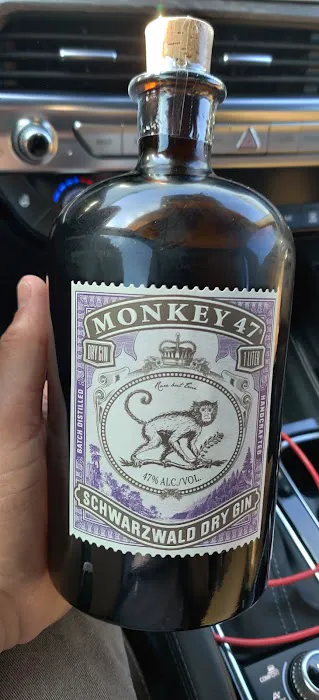 MONKEY 47
DRY GIN
1 LITER
BATCH DISTILLED
HANDCRAFTED
47% ALC./VOL.
SCHWARZWALD DRY GIN